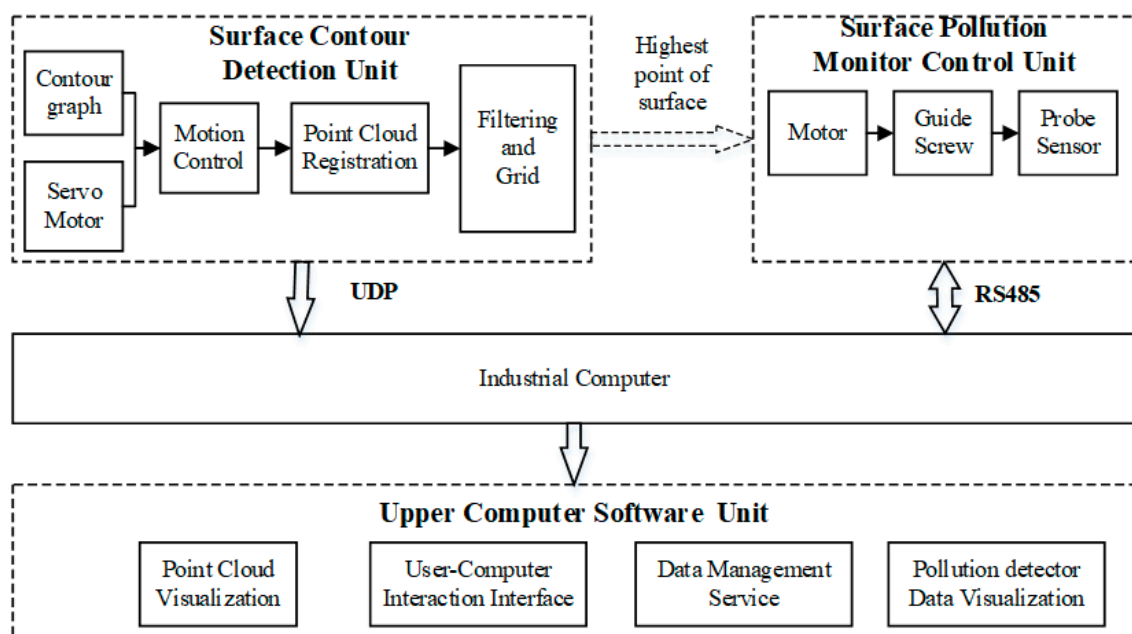 Surface Contour
Detection Unit
Contour
graph
Servo
Motor
Motion
Control
Point Cloud
Registration
Filtering
and
Grid
Highest
point of
surface
Surface Pollution
Monitor Control Unit
Motor
Guide
Screw
Probe
Sensor
UDP
RS485
Industrial Computer
Upper Computer Software Unit
Point Cloud
Visualization
User-Computer
Interaction Interface
Data Management
Service
Pollution detector
Data Visualization